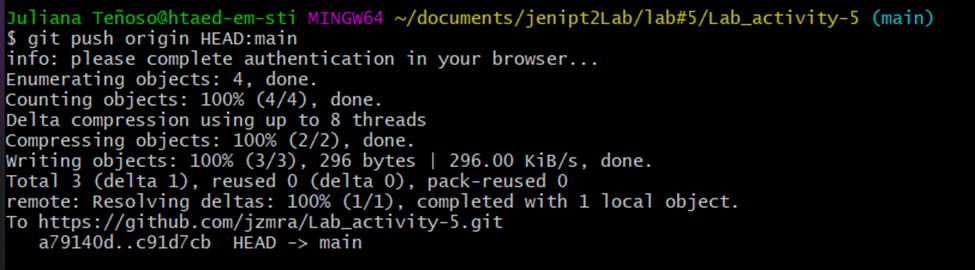 Juliana Teñoso@htaed-em-sti MINGW64 ~/documents/jenipt2Lab/lab#5/Lab_activity-5 (main)
$ git push origin HEAD:main
info: please complete authentication in your browser...
Enumerating objects: 4, done.
Counting objects: 100% (4/4), done.
Delta compression using up to 8 threads
Compressing objects: 100% (2/2), done.
Writing objects: 100% (3/3), 296 bytes | 296.00 KiB/s, done.
Total 3 (delta 1), reused 0 (delta 0), pack-reused 0
remote: Resolving deltas: 100% (1/1), completed with 1 local object.
To https://github.com/jzmra/Lab_activity-5.git
   a79140d..c91d7cb  HEAD -> main